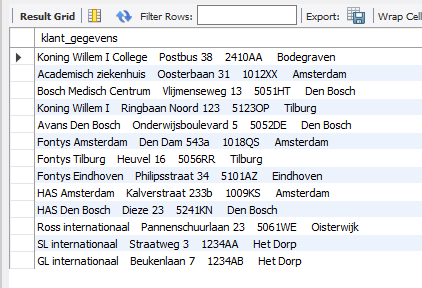 Result Grid Filter Rows: Export: Wrap Cell
klant_gegevens
Koning Willem I College Postbus 38 2410AA Bodegraven
Academisch ziekenhuis Oosterbaan 31 1012XX Amsterdam
Bosch Medisch Centrum Vlijmenseweg 13 5051HT Den Bosch
Koning Willem I Ringbaan Noord 123 5123OP Tilburg
Avans Den Bosch Onderwijsboulevard 5 5052DE Den Bosch
Fontys Amsterdam Den Dam 543a 1018QS Amsterdam
Fontys Tilburg Heuvel 16 5056RR Tilburg
Fontys Eindhoven Philipsstraat 34 5101AZ Eindhoven
HAS Amsterdam Kalverstraat 233b 1009KS Amsterdam
HAS Den Bosch Dieze 23 5241KN Den Bosch
Ross internationaal Pannenschuurlaan 23 5061WE Oisterwijk
SL internationaal Straatweg 3 1234AA Het Dorp
GL internationaal Beukenlaan 7 1234AB Het Dorp